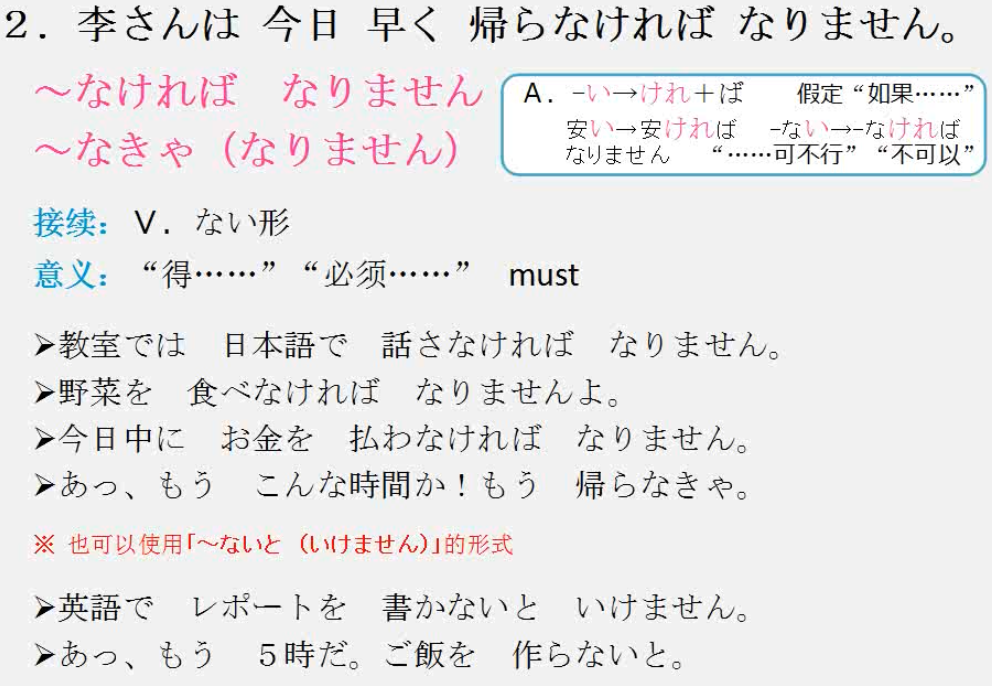 ２．李さんは 今日 早く 帰らなければ なりません。
～なければ　なりません
～なきゃ（なりません）
A．-い→けれ＋ば　　假定“如果……”
安い→安ければ　-ない→-なければ
なりません　“……可不行”“不可以”
接续：V．ない形
意义：“得……”“必须……”　must
➢教室では　日本語で　話さなければ　なりません。
➢野菜を　食べなければ　なりませんよ。
➢今日中に　お金を　払わなければ　なりません。
➢あっ、もう　こんな時間か！もう　帰らなきゃ。
※ 也可以使用「～ないと（いけません）」的形式
➢英語で　レポートを　書かないと　いけません。
➢あっ、もう　５時だ。ご飯を　作らないと。